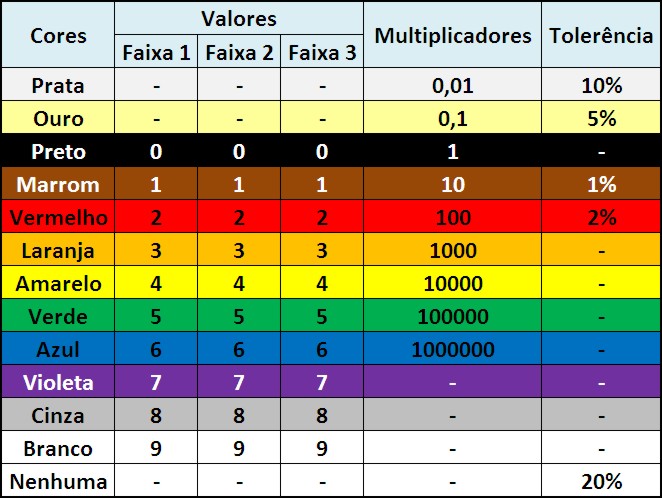 Cores Valores Multiplicadores Tolerência
Faixa 1 Faixa 2 Faixa 3
Prata - - - 0,01 10%
Ouro - - - 0,1 5%
Preto 0 0 0 1 -
Marrom 1 1 1 10 1%
Vermelho 2 2 2 100 2%
Laranja 3 3 3 1000 -
Amarelo 4 4 4 10000 -
Verde 5 5 5 100000 -
Azul 6 6 6 1000000 -
Violeta 7 7 7 - -
Cinza 8 8 8 - -
Branco 9 9 9 - -
Nenhuma 20%